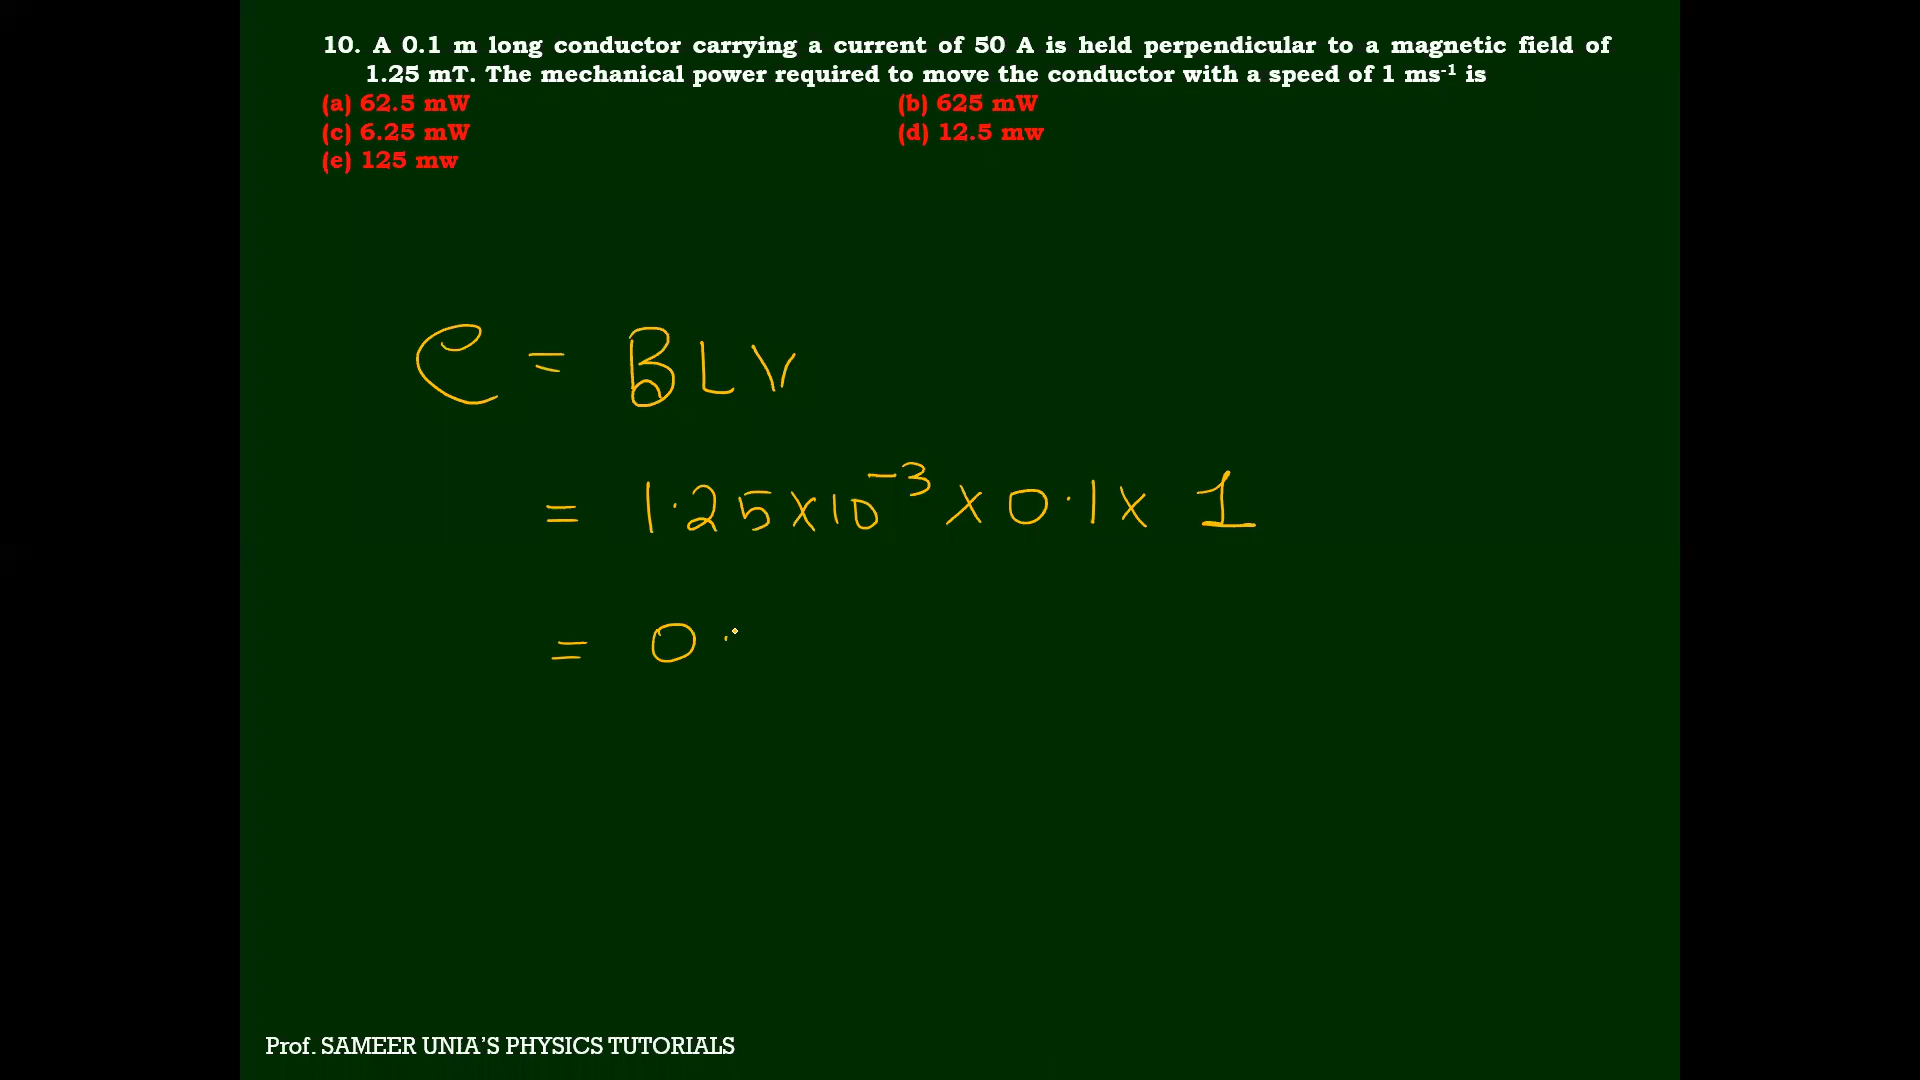 10. A 0.1 m long conductor carrying a current of 50 A is held perpendicular to a magnetic field of
1.25 mT. The mechanical power required to move the conductor with a speed of 1 ms⁻¹ is
(a) 62.5 mW (b) 625 mW
(c) 6.25 mW (d) 12.5 mw
(e) 125 mw
e = BLV
= 1.25×10⁻³ × 0.1 × 1
= 0.
Prof. SAMEER UNIA'S PHYSICS TUTORIALS